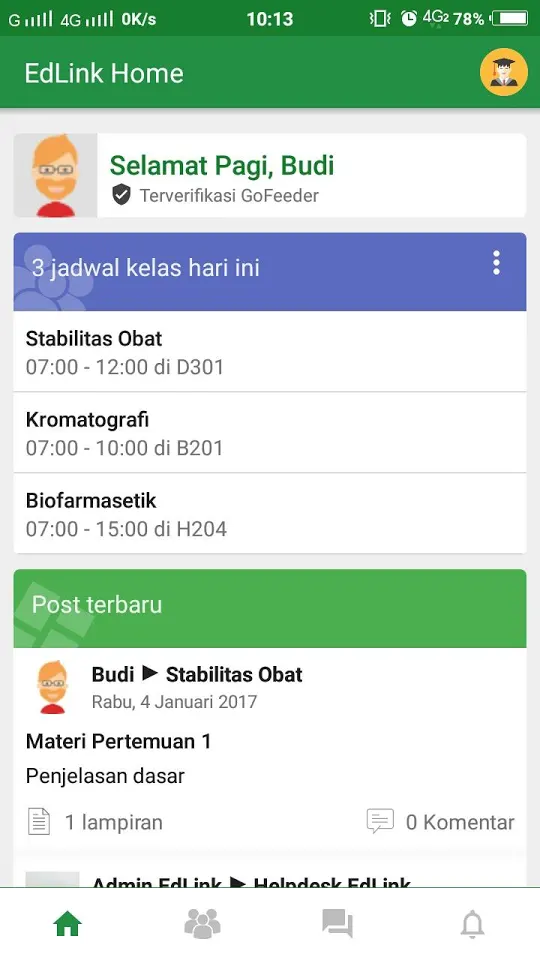 G 4G 0K/s 10:13 4G2 78%
EdLink Home
Selamat Pagi, Budi
Terverifikasi GoFeeder
3 jadwal kelas hari ini
Stabilitas Obat
07:00 - 12:00 di D301
Kromatografi
07:00 - 10:00 di B201
Biofarmasetik
07:00 - 15:00 di H204
Post terbaru
Budi ▶ Stabilitas Obat
Rabu, 4 Januari 2017
Materi Pertemuan 1
Penjelasan dasar
1 lampiran 0 Komentar
Admin EdLink ▶ Helpdesk EdLink